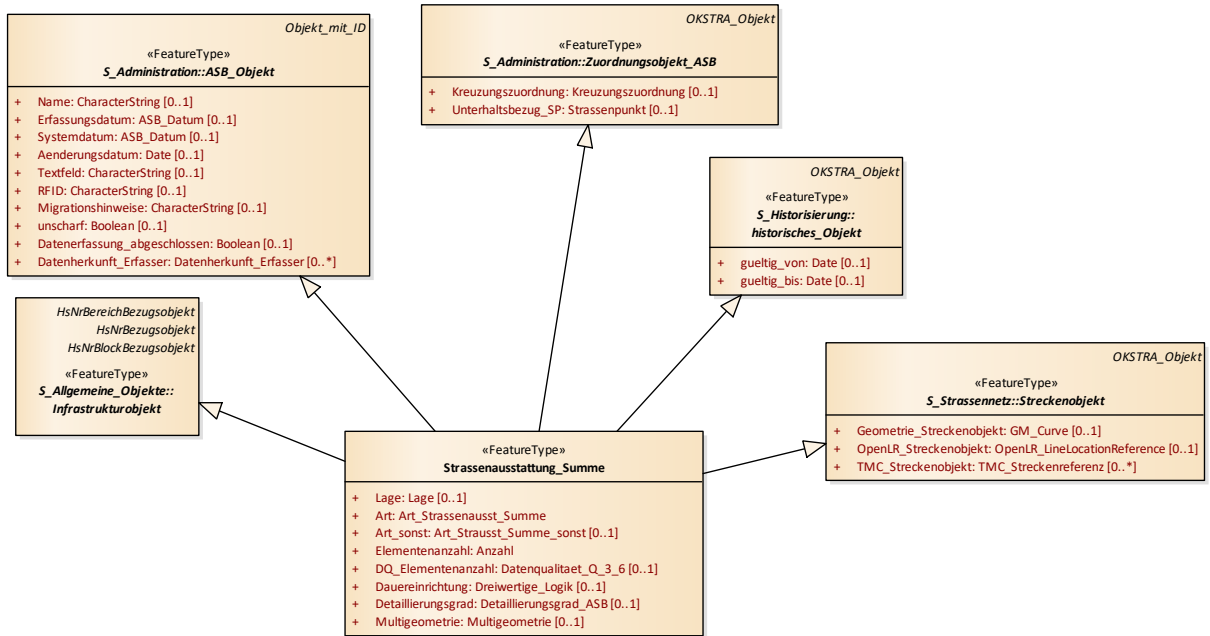 Objekt_mit_ID
«FeatureType»
S_Administration::ASB_Objekt
+ Name: CharacterString [0..1]
+ Erfassungsdatum: ASB_Datum [0..1]
+ Systemdatum: ASB_Datum [0..1]
+ Aenderungsdatum: Date [0..1]
+ Textfeld: CharacterString [0..1]
+ RFID: CharacterString [0..1]
+ Migrationshinweise: CharacterString [0..1]
+ unscharf: Boolean [0..1]
+ Datenerfassung_abgeschlossen: Boolean [0..1]
+ Datenherkunft_Erfasser: Datenherkunft_Erfasser [0..*]
OKSTRA_Objekt
«FeatureType»
S_Administration::Zuordnungsobjekt_ASB
+ Kreuzungszuordnung: Kreuzungszuordnung [0..1]
+ Unterhaltsbezug_SP: Strassenpunkt [0..1]
OKSTRA_Objekt
«FeatureType»
S_Historisierung::
historisches_Objekt
+ gueltig_von: Date [0..1]
+ gueltig_bis: Date [0..1]
HsNrBereichBezugsobjekt
HsNrBezugsobjekt
HsNrBlockBezugsobjekt
«FeatureType»
S_Allgemeine_Objekte::
Infrastrukturobjekt
OKSTRA_Objekt
«FeatureType»
S_Strassennetz::Streckenobjekt
+ Geometrie_Streckenobjekt: GM_Curve [0..1]
+ OpenLR_Streckenobjekt: OpenLR_LineLocationReference [0..1]
+ TMC_Streckenobjekt: TMC_Streckenreferenz [0..*]
«FeatureType»
Strassenausstattung_Summe
+ Lage: Lage [0..1]
+ Art: Art_Strassenausst_Summe
+ Art_sonst: Art_Strausst_Summe_sonst [0..1]
+ Elementenanzahl: Anzahl
+ DQ_Elementenanzahl: Datenqualitaet_Q_3_6 [0..1]
+ Dauereinrichtung: Dreiwertige_Logik [0..1]
+ Detaillierungsgrad: Detaillierungsgrad_ASB [0..1]
+ Multigeometrie: Multigeometrie [0..1]